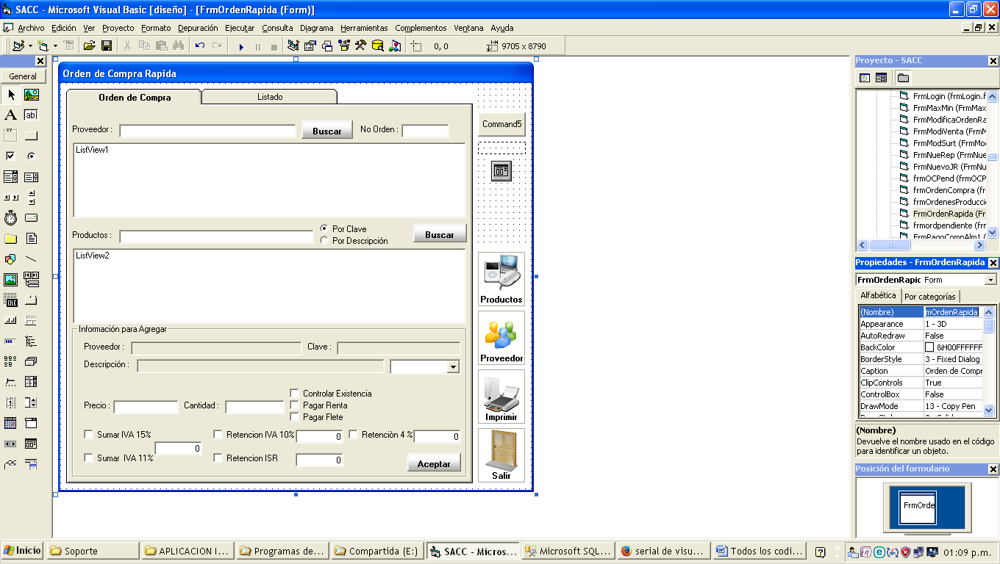 SACC - Microsoft Visual Basic [diseño] - [FrmOrdenRapida (Form)]
Archivo Edición Ver Proyecto Formato Depuración Ejecutar Consulta Diagrama Herramientas Complementos Ventana Ayuda
0, 0 9705 x 8790
General
A
ab
xy
OLE
Orden de Compra Rapida
Orden de Compra Listado
Proveedor : Buscar No Orden :
Command5
ListView1
Productos : Por Clave Buscar
Por Descripción
ListView2
Productos
Proveedor
Imprimir
Salir
Información para Agregar
Proveedor : Clave :
Descripción :
Controlar Existencia
Precio : Cantidad : Pagar Renta
Pagar Flete
Sumar IVA 15% Retencion IVA 10% 0 Retención 4 % 0
0
Sumar IVA 11% Retencion ISR 0
Aceptar
Proyecto - SACC
FrmLogin (frmLogin.f
FrmMaxMin (FrmMax
FrmModificaOrdenRa
FrmModiVenta (FrmM
FrmModSurt (FrmMod
FrmNueRep (FrmNue
FrmNuevoJR (FrmNu
frmOCPend (frmOCP
frmOrdenCompra (fr
frmOrdenesProducci
FrmOrdenRapida (Fr
frmordpendiente (frm
FrmPagoCompAlm1 (
Propiedades - FrmOrdenRapida
FrmOrdenRapic Form
Alfabética Por categorías
(Nombre) mOrdenRapida
Appearance 1 - 3D
AutoRedraw False
BackColor &H00FFFFFF
BorderStyle 3 - Fixed Dialog
Caption Orden de Compr
ClipControls True
ControlBox False
DrawMode 13 - Copy Pen
(Nombre)
Devuelve el nombre usado en el código
para identificar un objeto.
Posición del formulario
FrmOrde
Inicio Soporte APLICACION I... Programas de... Compartida (E:) SACC - Micros... Microsoft SQL... serial de visu... Todos los codi... 01:09 p.m.